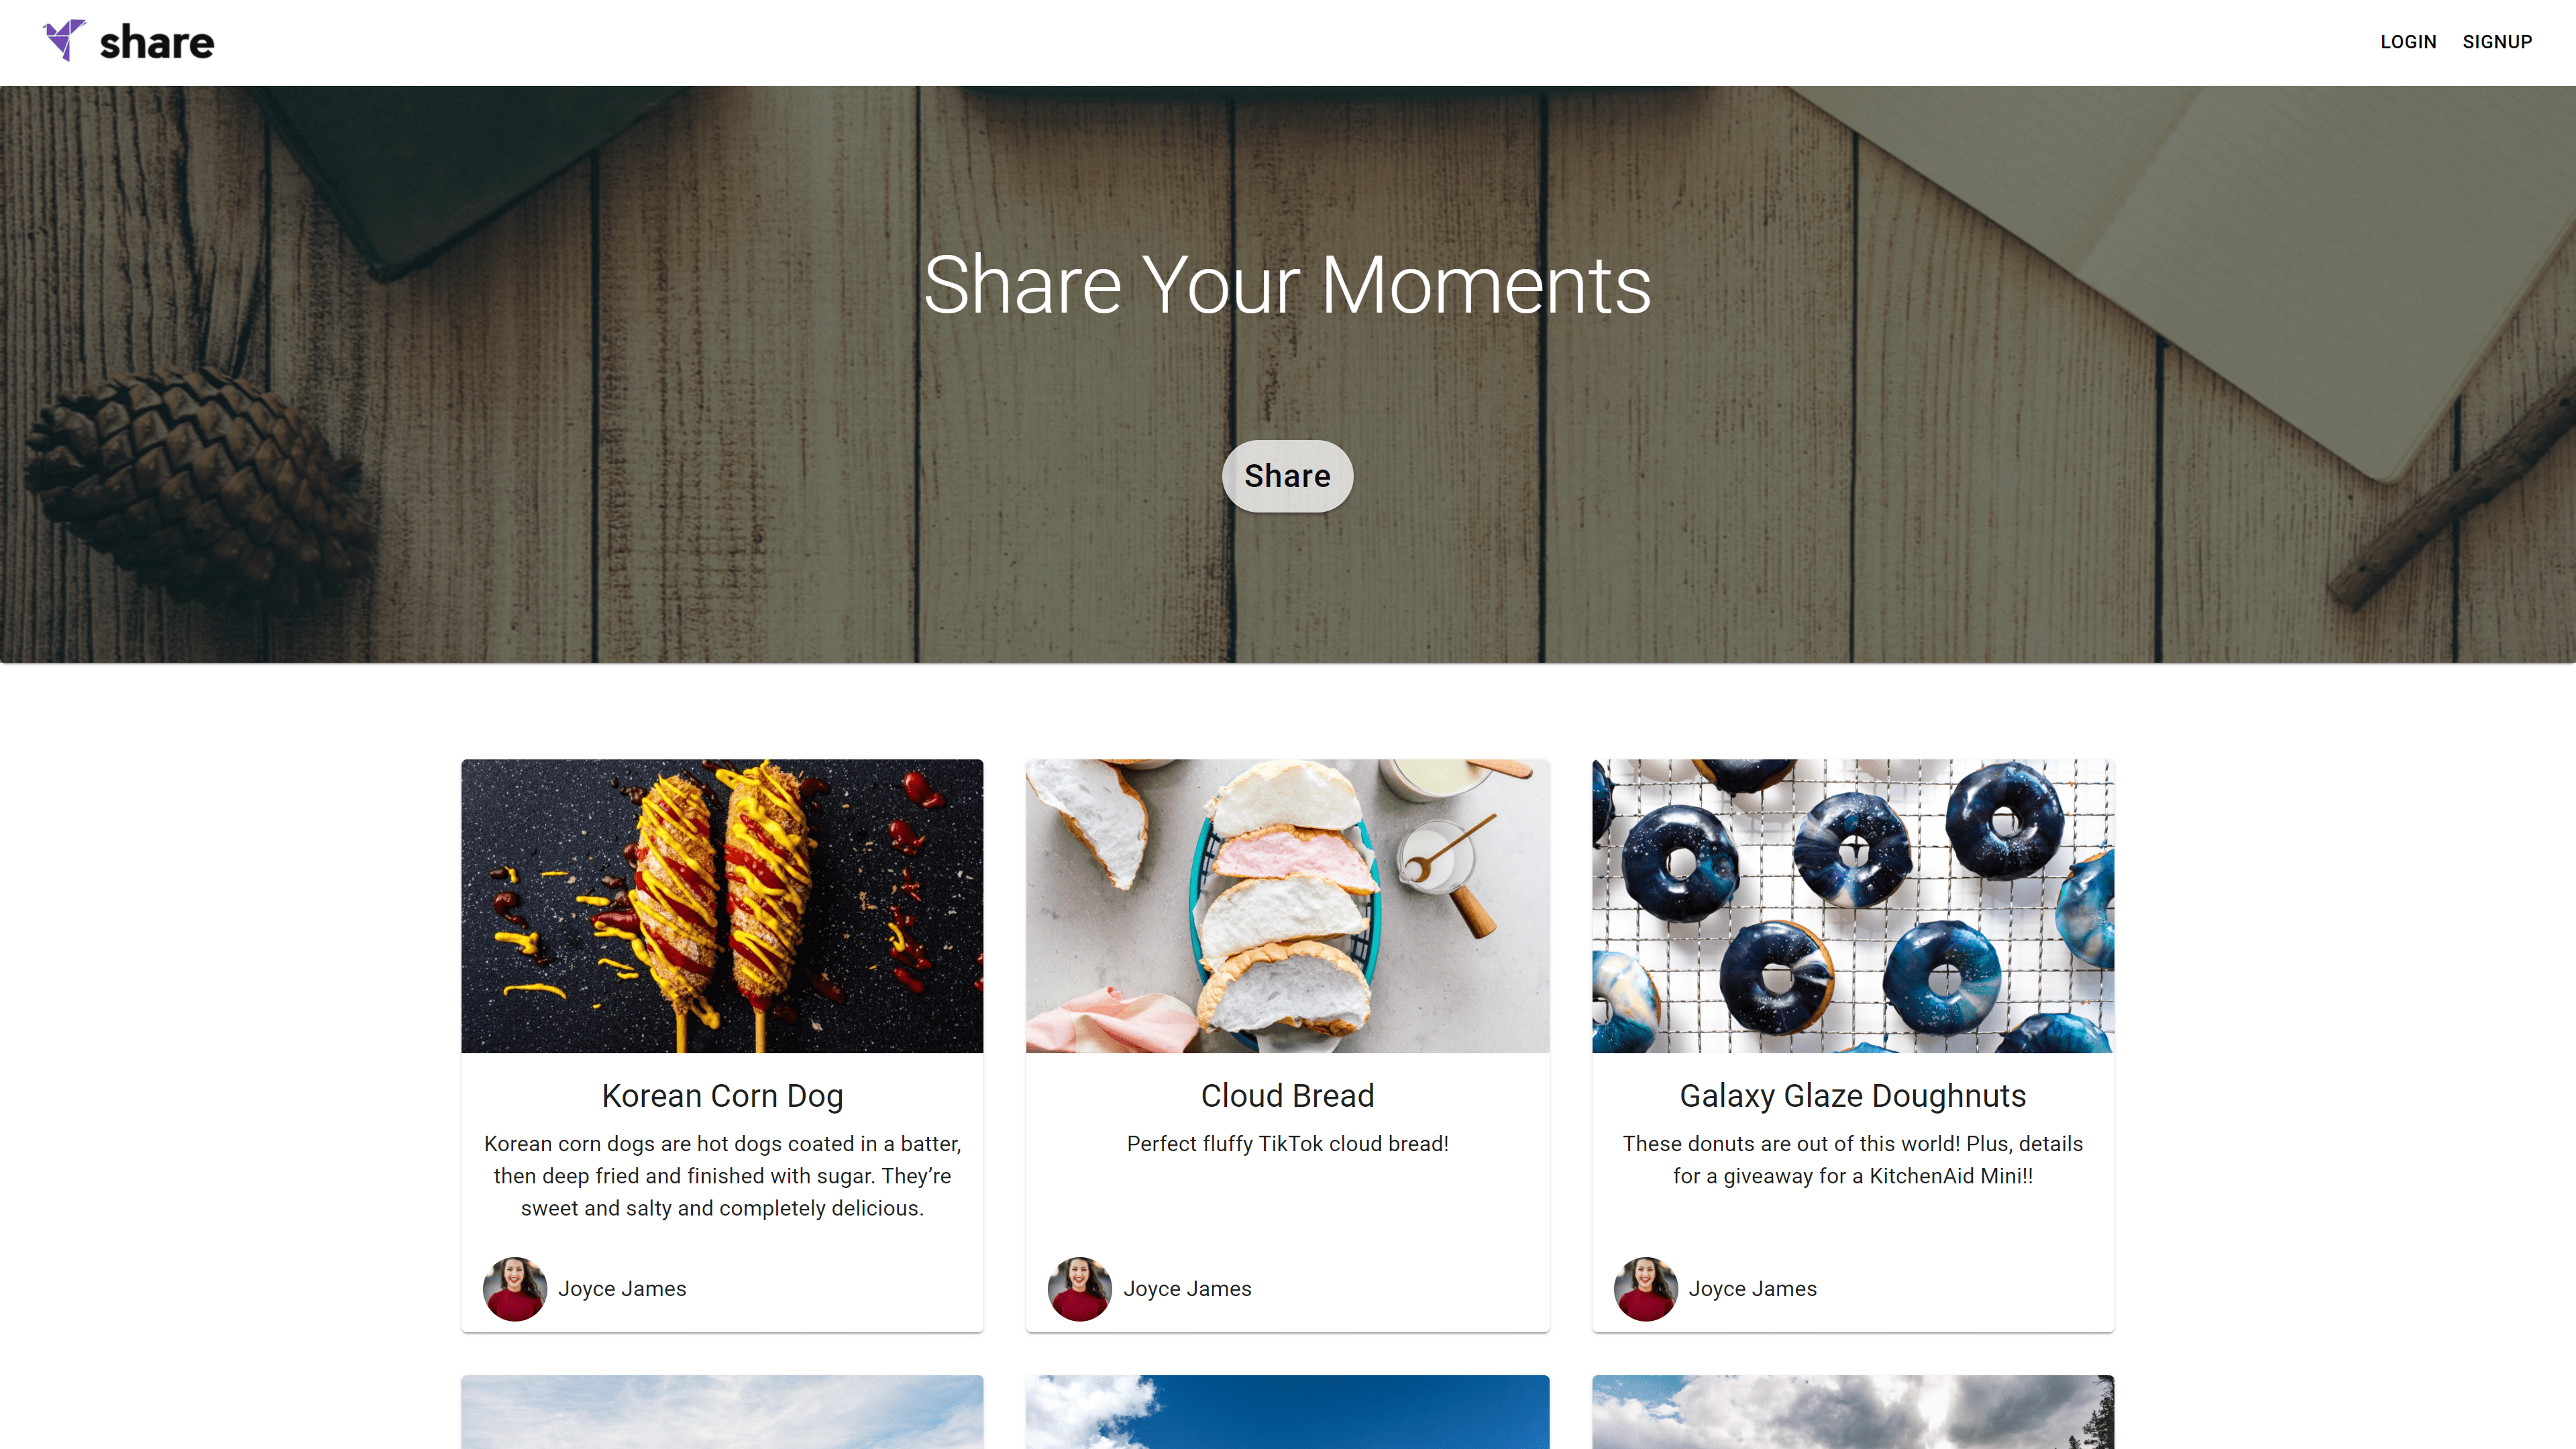 share
LOGIN SIGNUP
Share Your Moments
Share
Korean Corn Dog
Korean corn dogs are hot dogs coated in a batter,
then deep fried and finished with sugar. They’re
sweet and salty and completely delicious.
Joyce James
Cloud Bread
Perfect fluffy TikTok cloud bread!
Joyce James
Galaxy Glaze Doughnuts
These donuts are out of this world! Plus, details
for a giveaway for a KitchenAid Mini!!
Joyce James